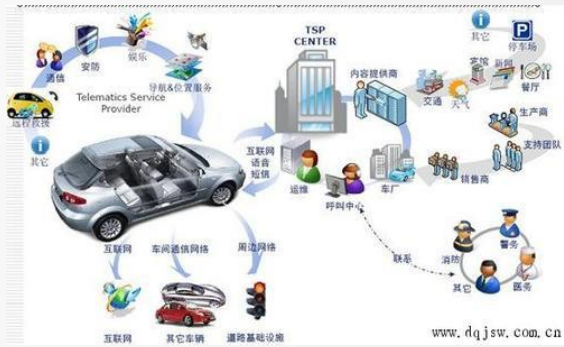 TSP
CENTER
其它
停车场
娱乐
通信
安防
导航&位置服务
内容提供商
宾馆
新闻
餐厅
交通
天气
Telematics Service
Provider
远程救援
其它
生产商
支持团队
互联网
语音
短信
运维
呼叫中心
车厂
销售商
互联网
车间通信网络
周边网络
联系
消防
警务
其它
医务
互联网
其它车辆
道路基础设施
www.dqjsw.com.cn